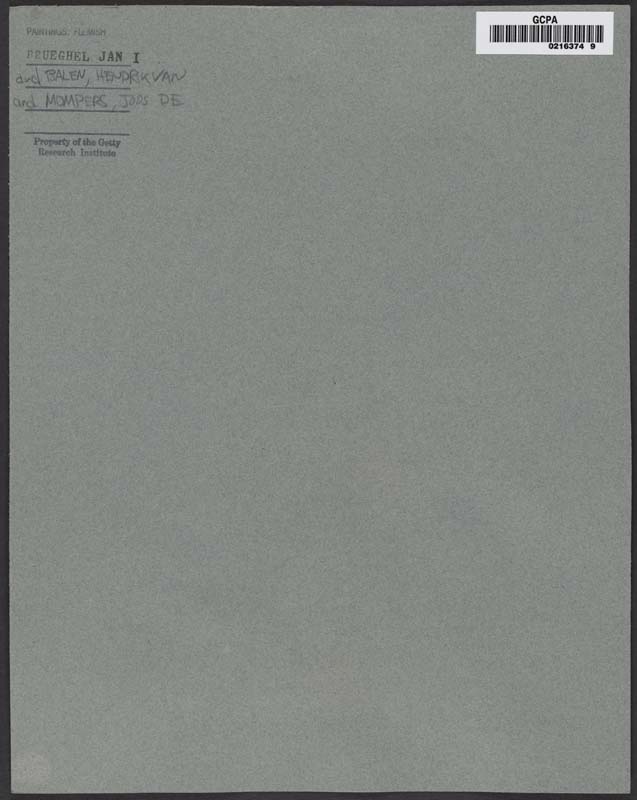 PAINTINGS: FLEMISH
BRUEGHEL JAN I
and BALEN, HENDRIK VAN
and MOMPERS, JOOS DE
Property of the Getty
Research Institute
GCPA
0216374 9